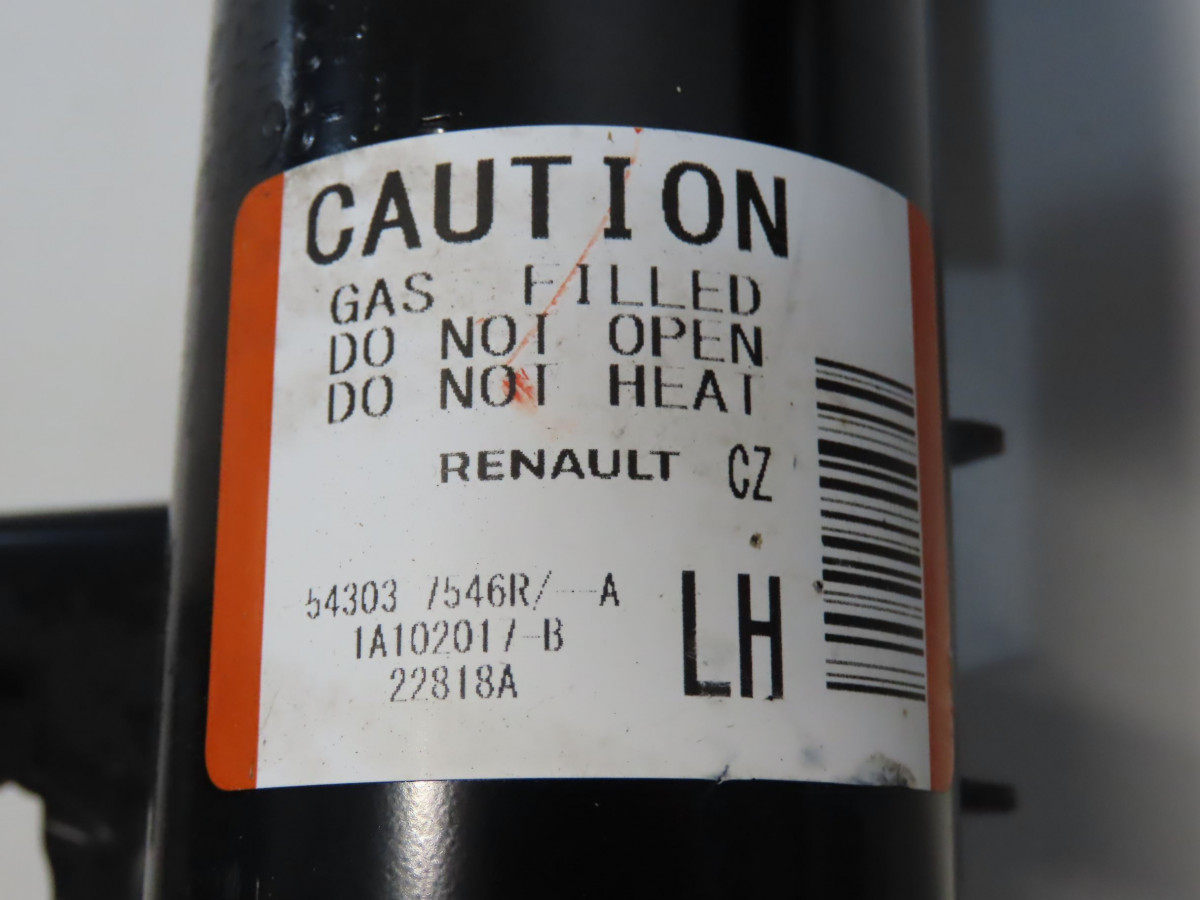 CAUTION
GAS FILLED
DO NOT OPEN
DO NOT HEAT
RENAULT CZ
54303 7546R/--A
1A102017-B
22818A
LH